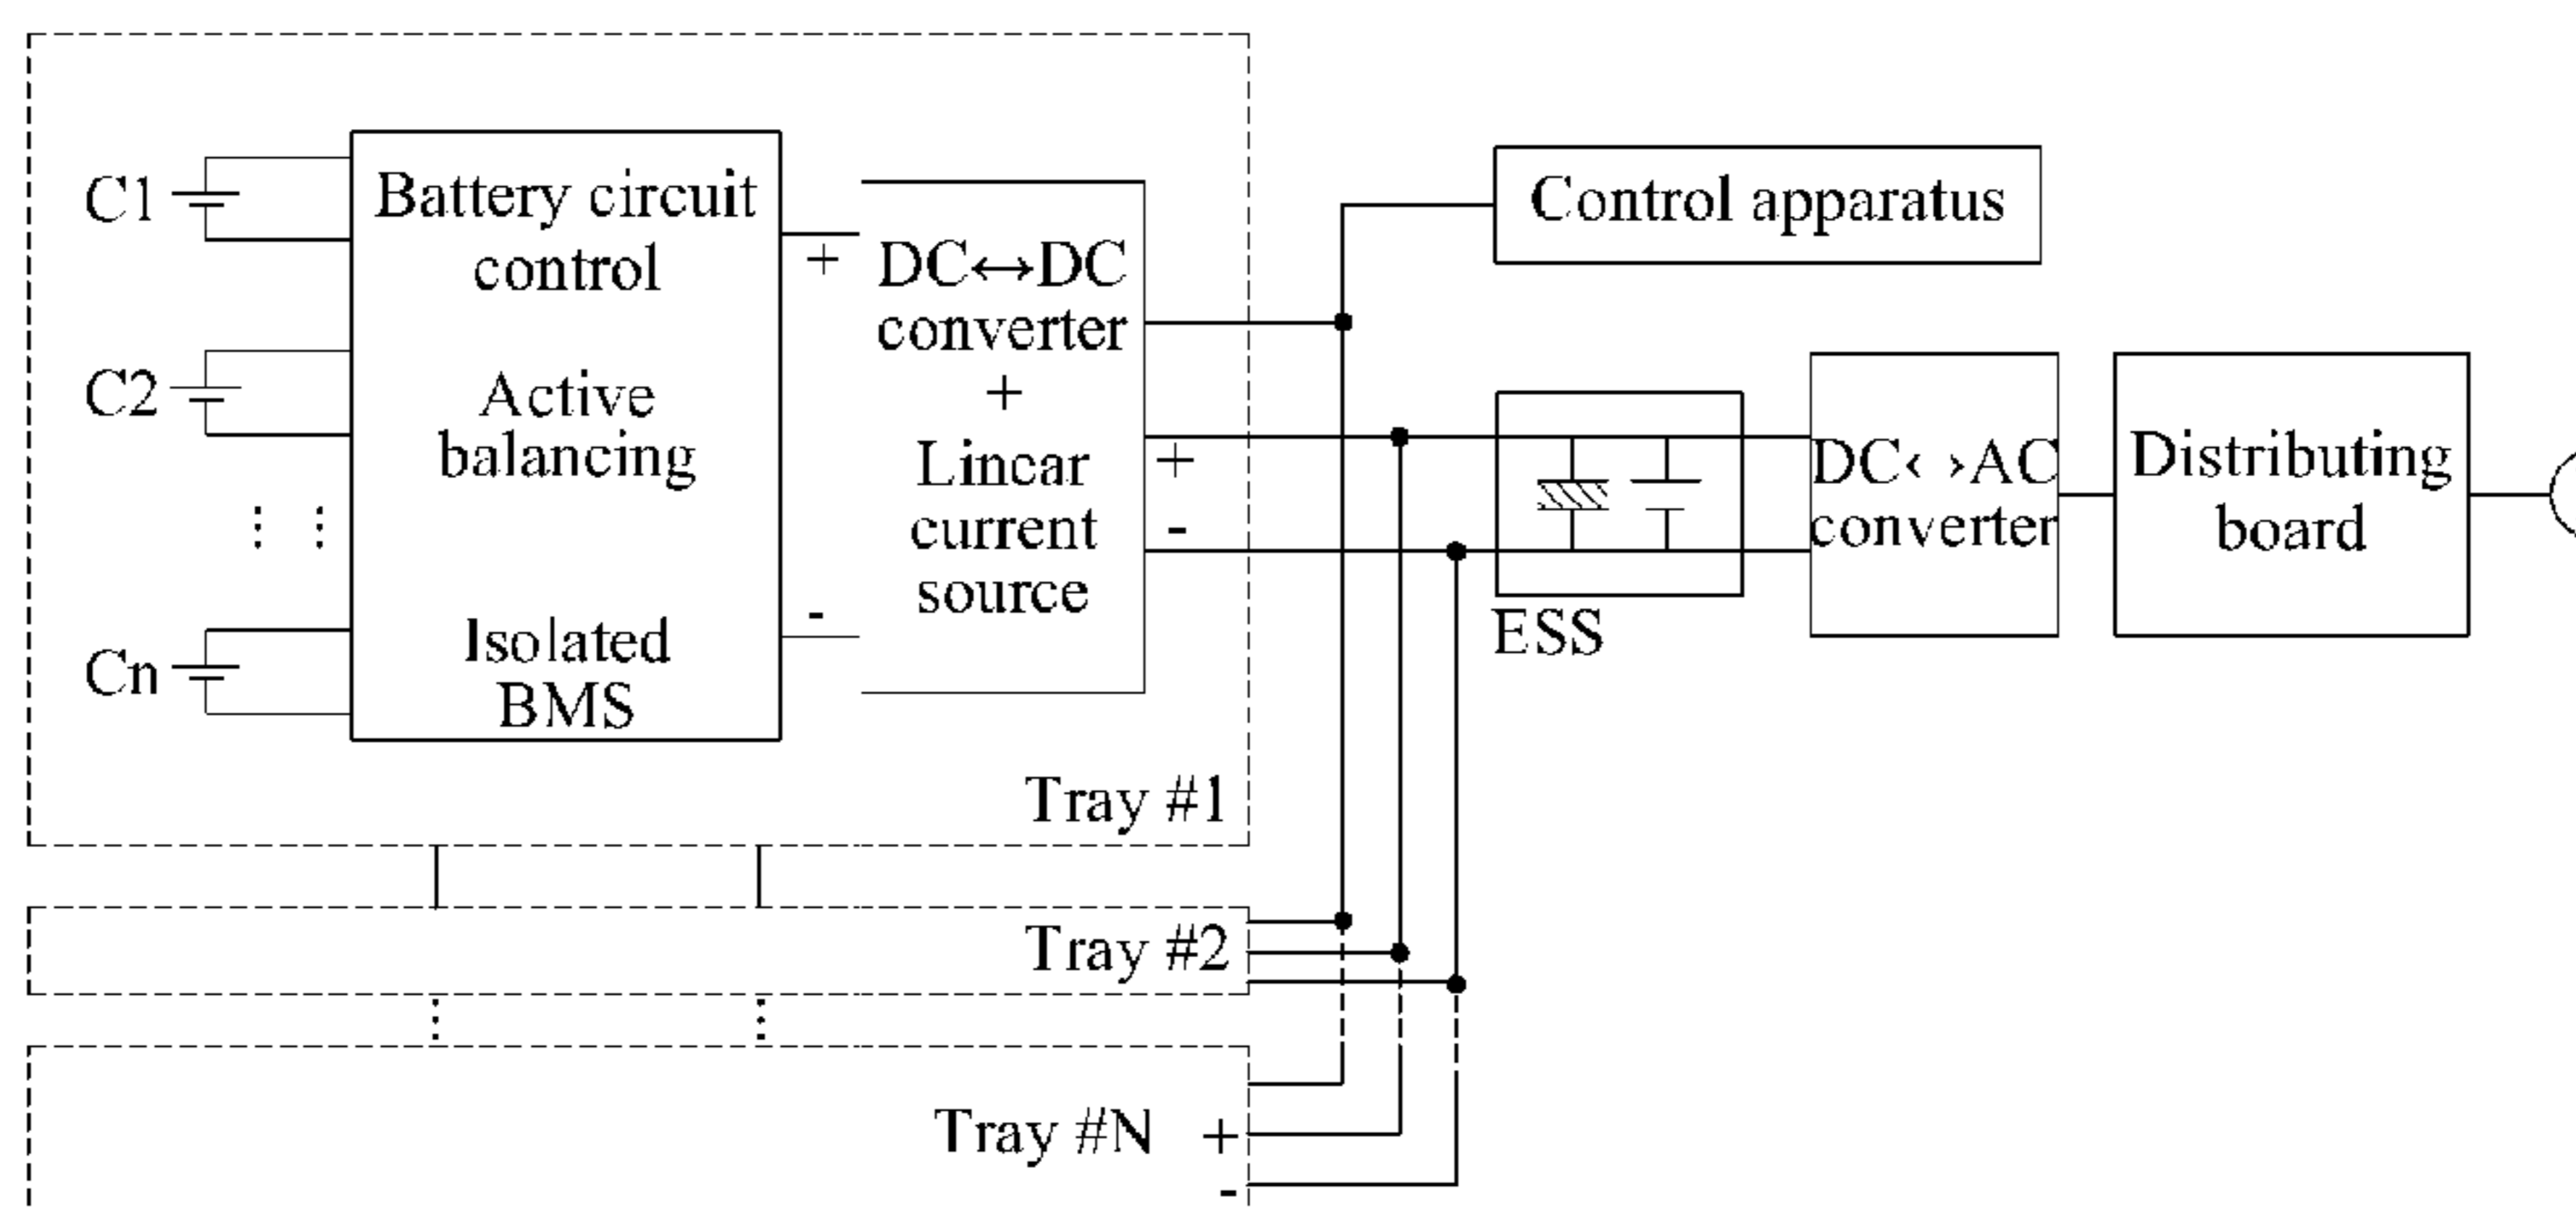 C1
C2
Cn
Battery circuit
control
Active
balancing
Isolated
BMS
+
-
DC↔DC
converter
+
Linear
current
source
+
-
Tray #1
Control apparatus
ESS
DC‹ ›AC
converter
Distributing
board
Tray #2
Tray #N
+
-